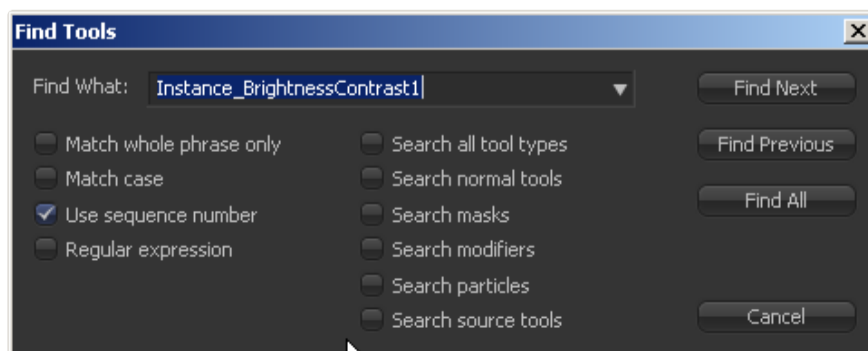 Find Tools
Find What: Instance_BrightnessContrast1 Find Next
Match whole phrase only Search all tool types Find Previous
Match case Search normal tools
Use sequence number Search masks Find All
Regular expression Search modifiers
Search particles
Search source tools Cancel